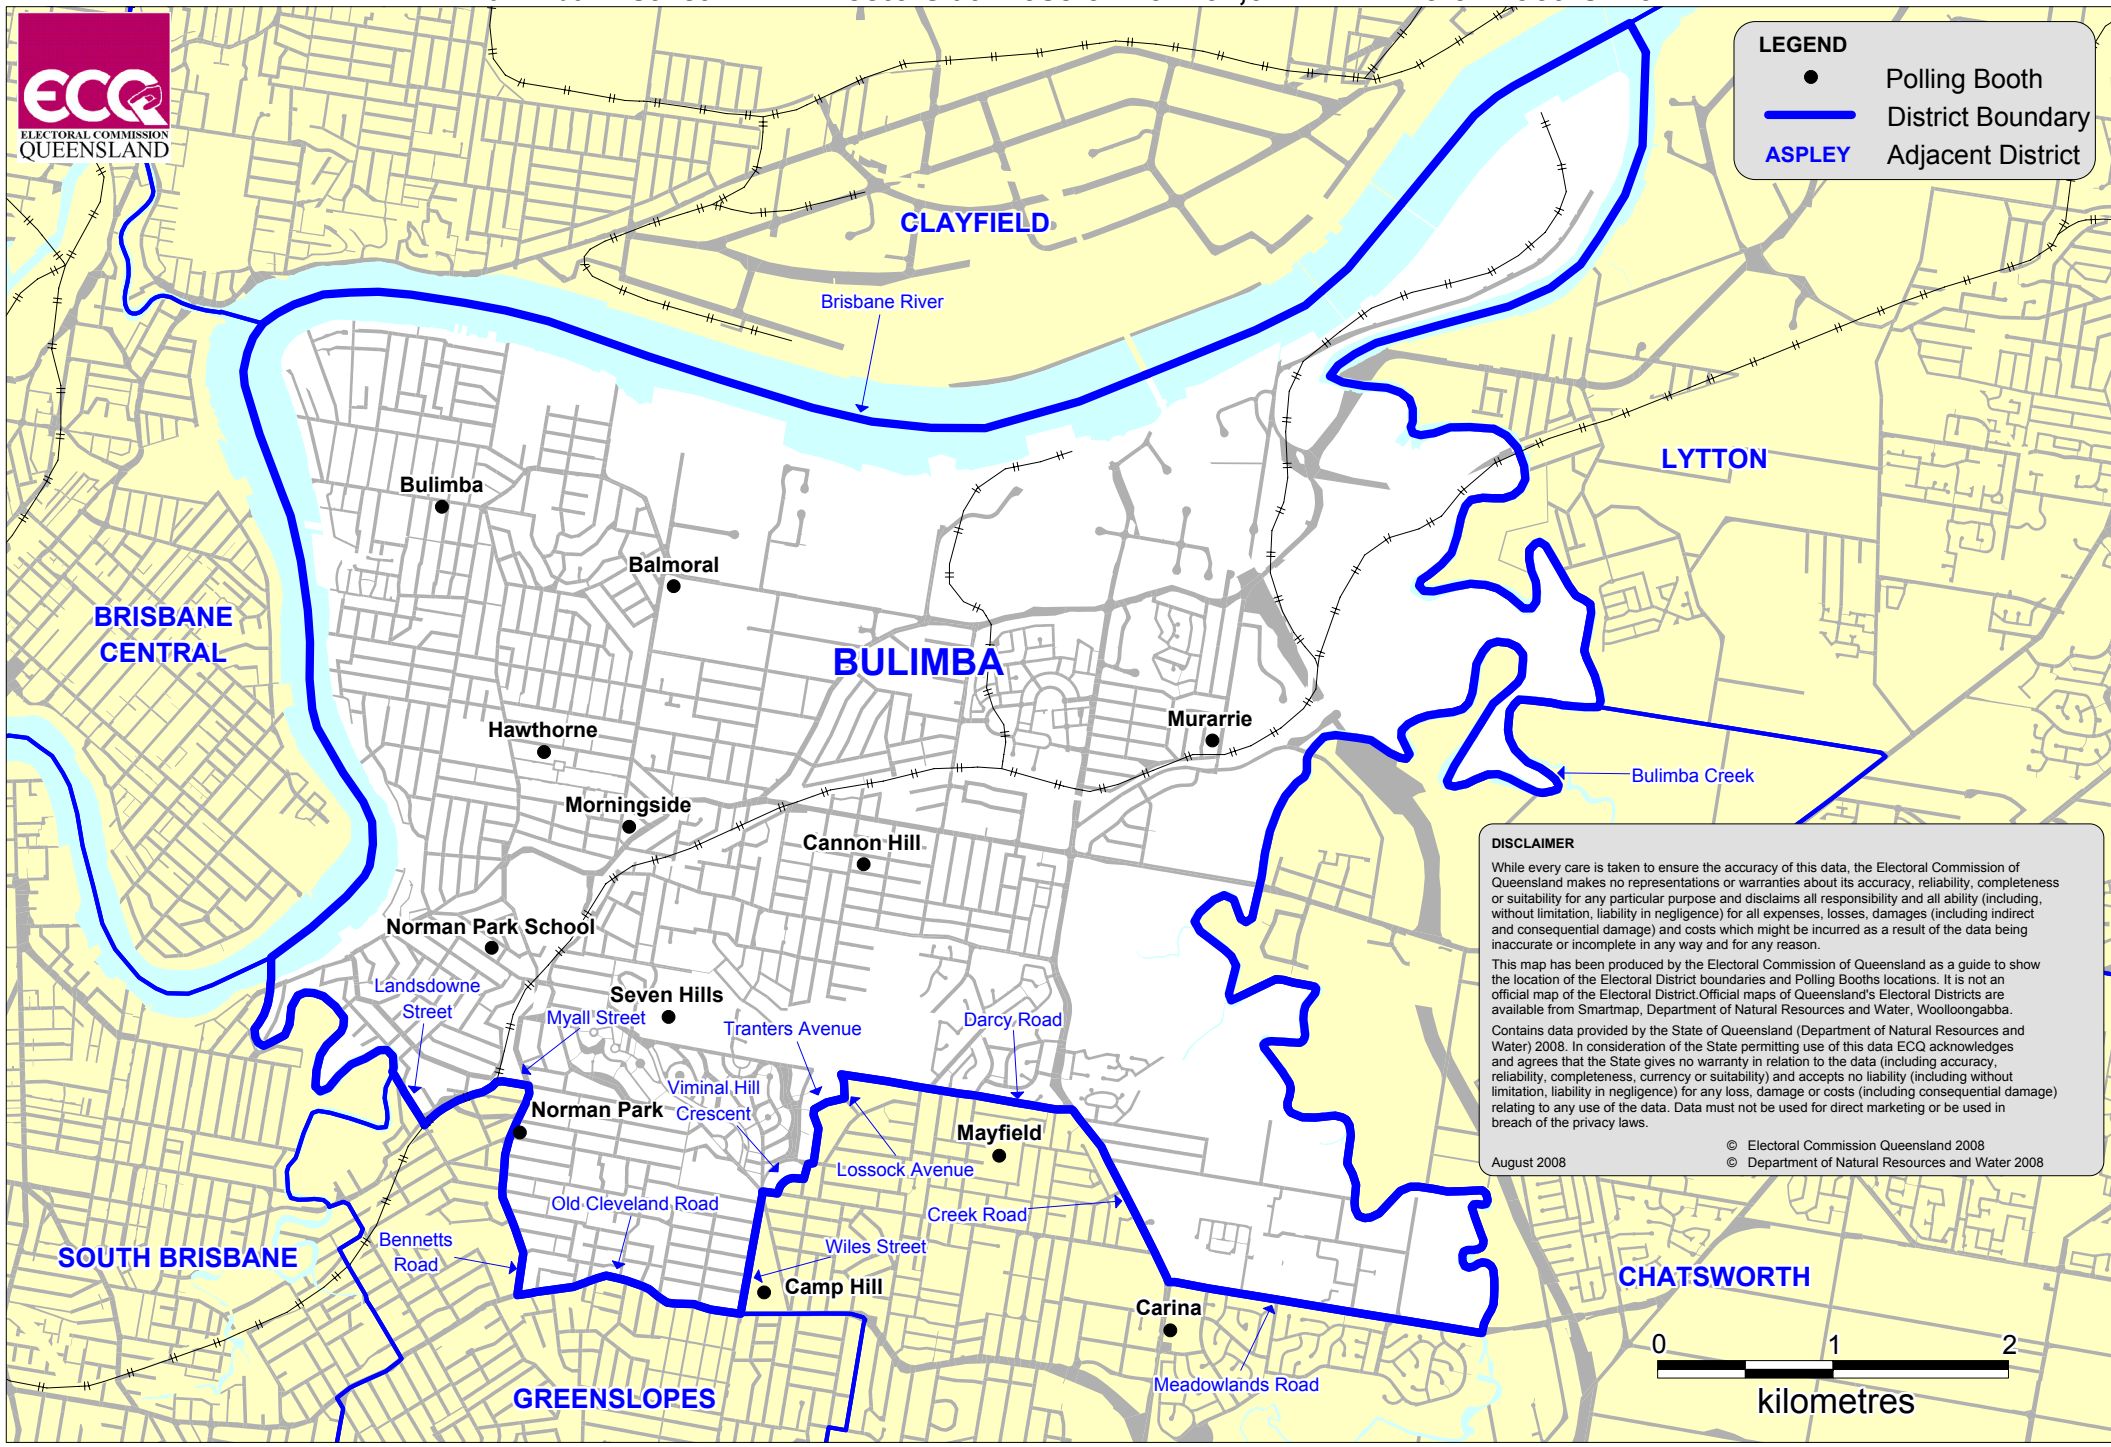 ECQ
ELECTORAL COMMISSION
QUEENSLAND
LEGEND
Polling Booth
District Boundary
ASPLEY Adjacent District
CLAYFIELD
Brisbane River
LYTTON
Bulimba
Balmoral
BRISBANE
CENTRAL
BULIMBA
Hawthorne
Murarrie
Bulimba Creek
Morningside
Cannon Hill
Norman Park School
Landsdowne
Street
Seven Hills
Myall Street
Tranters Avenue
Darcy Road
Viminal Hill
Crescent
Norman Park
Mayfield
Lossock Avenue
Old Cleveland Road
Creek Road
Bennetts
Road
Wiles Street
SOUTH BRISBANE
Camp Hill
Carina
CHATSWORTH
Meadowlands Road
GREENSLOPES
DISCLAIMER
While every care is taken to ensure the accuracy of this data, the Electoral Commission of
Queensland makes no representations or warranties about its accuracy, reliability, completeness
or suitability for any particular purpose and disclaims all responsibility and all ability (including,
without limitation, liability in negligence) for all expenses, losses, damages (including indirect
and consequential damage) and costs which might be incurred as a result of the data being
inaccurate or incomplete in any way and for any reason.
This map has been produced by the Electoral Commission of Queensland as a guide to show
the location of the Electoral District boundaries and Polling Booths locations. It is not an
official map of the Electoral District.Official maps of Queensland's Electoral Districts are
available from Smartmap, Department of Natural Resources and Water, Woolloongabba.
Contains data provided by the State of Queensland (Department of Natural Resources and
Water) 2008. In consideration of the State permitting use of this data ECQ acknowledges
and agrees that the State gives no warranty in relation to the data (including accuracy,
reliability, completeness, currency or suitability) and accepts no liability (including without
limitation, liability in negligence) for any loss, damage or costs (including consequential damage)
relating to any use of the data. Data must not be used for direct marketing or be used in
breach of the privacy laws.
© Electoral Commission Queensland 2008
August 2008 © Department of Natural Resources and Water 2008
0 1 2
kilometres